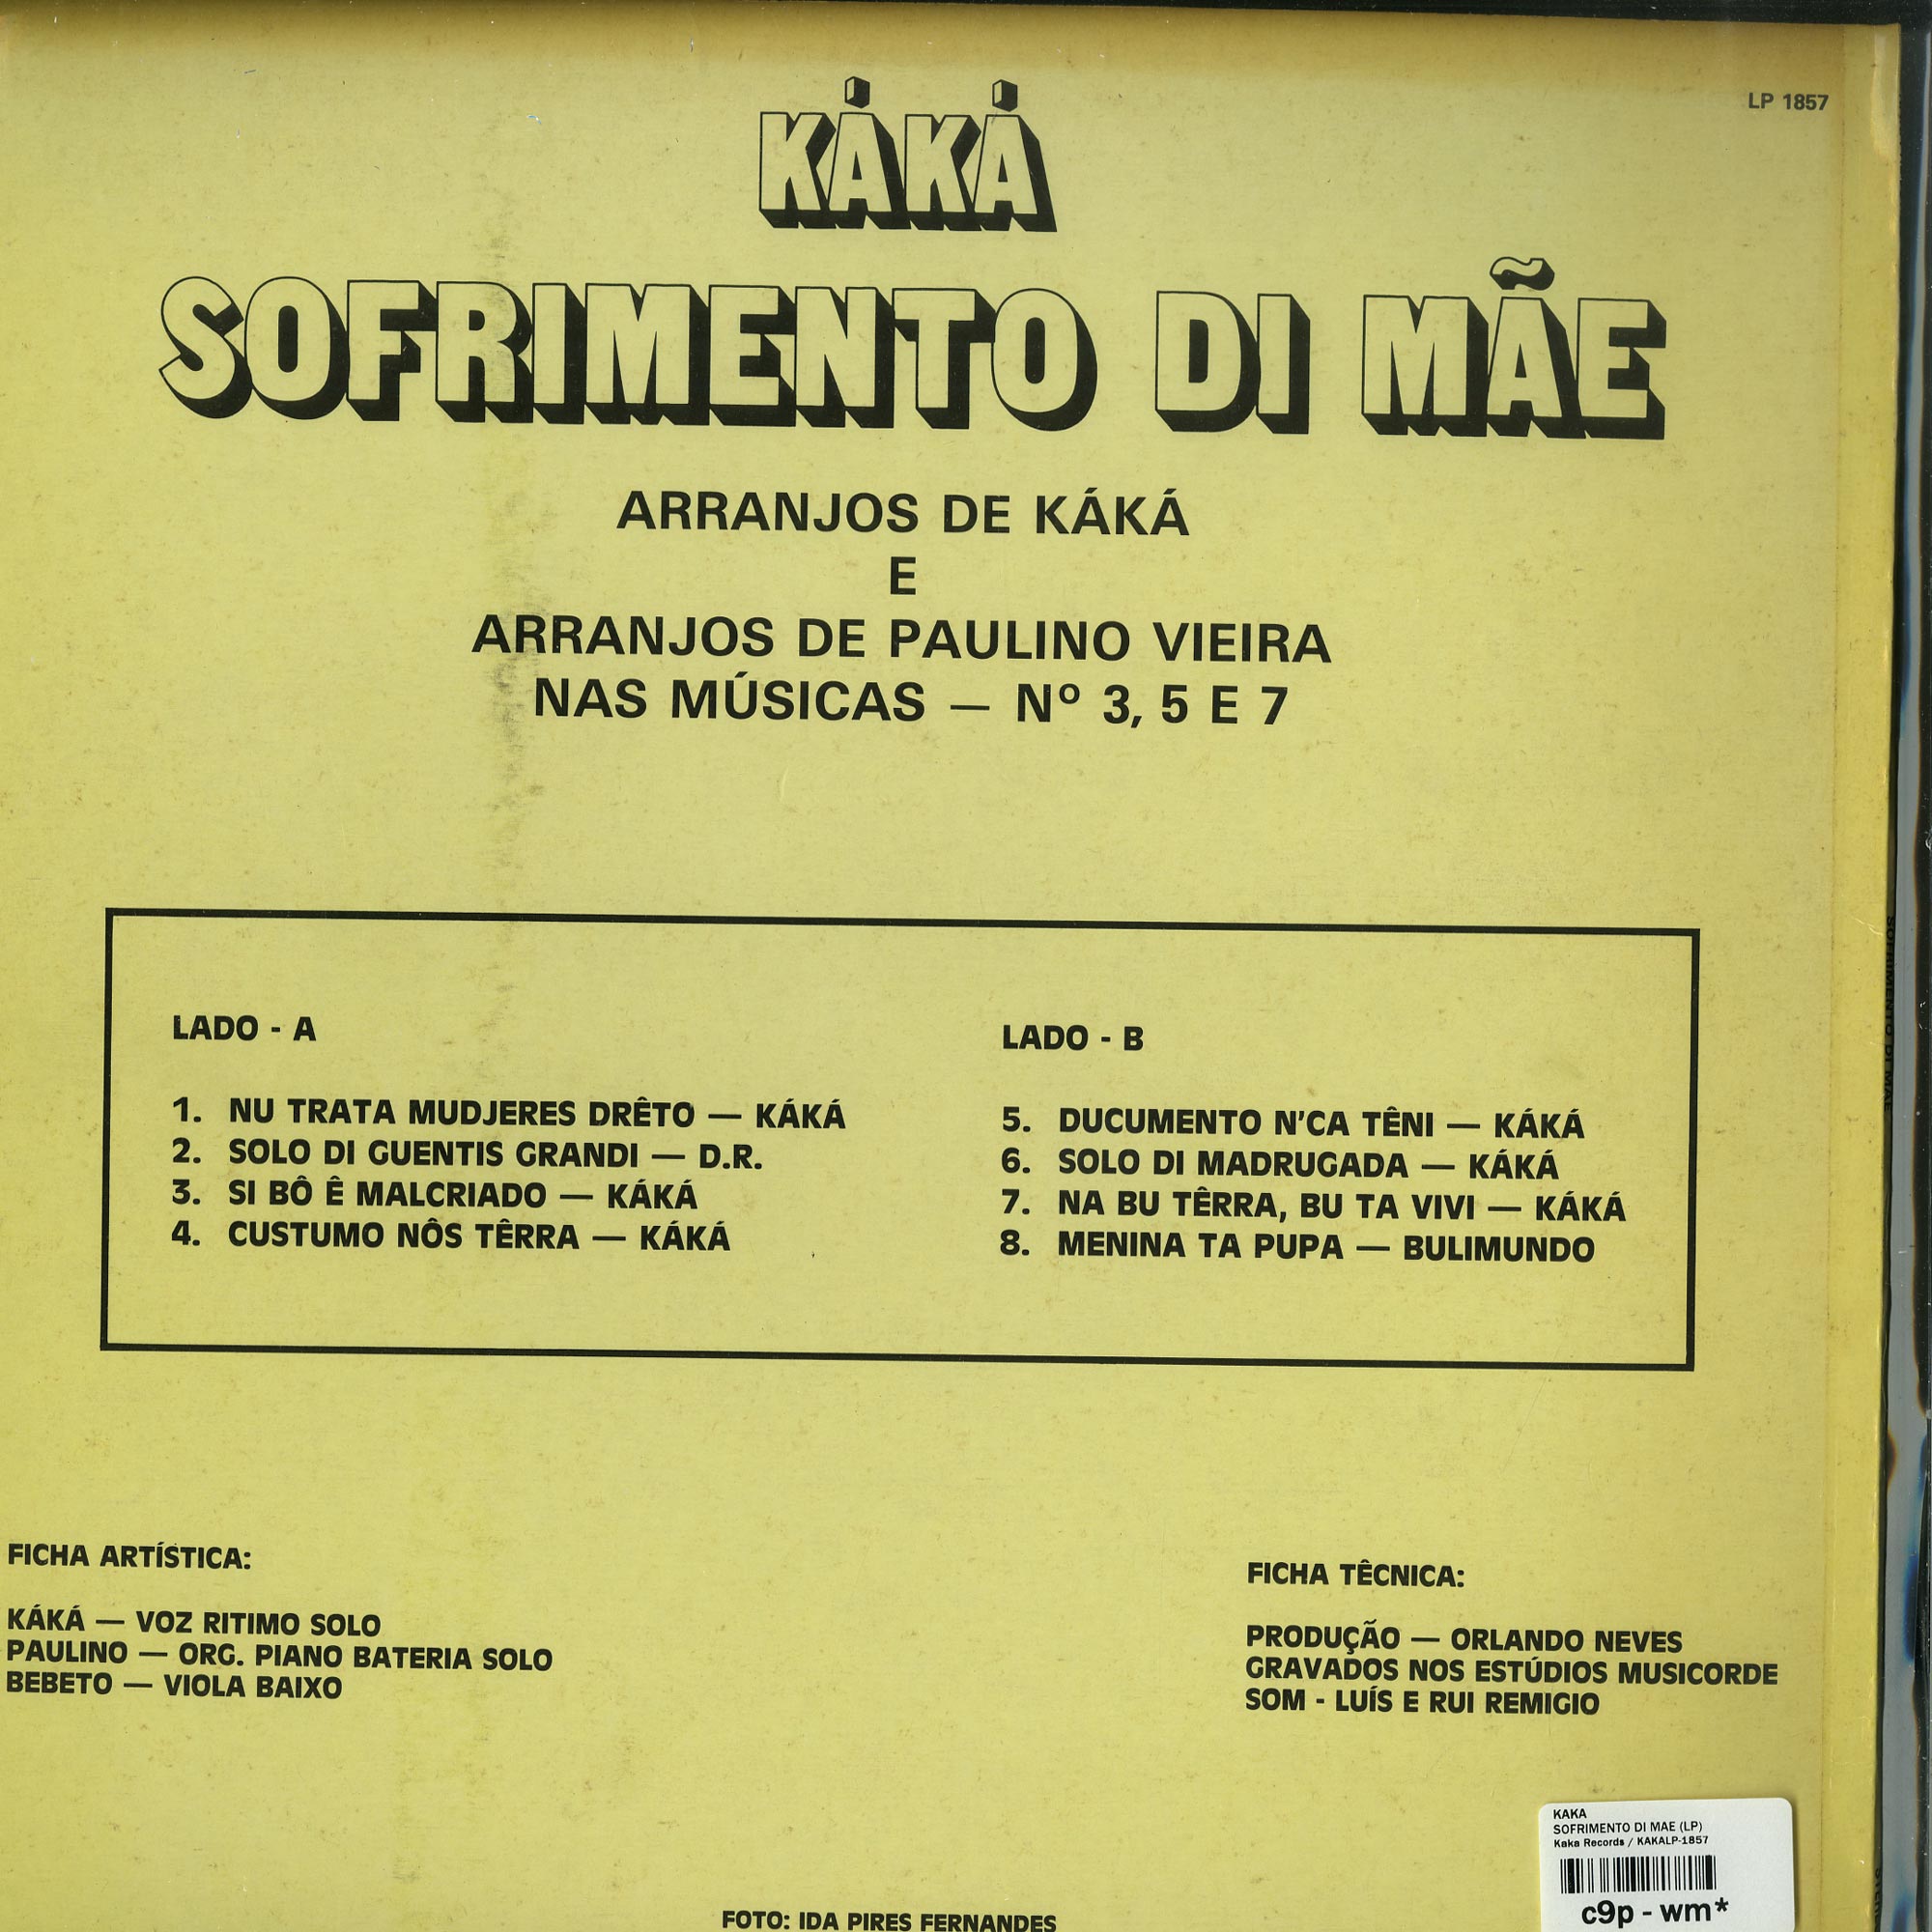 LP 1857
KÁKÁ
SOFRIMENTO DI MÃE
ARRANJOS DE KÁKÁ
E
ARRANJOS DE PAULINO VIEIRA
NAS MÚSICAS — Nº 3, 5 E 7
LADO - A
1. NU TRATA MUDJERES DRÊTO — KÁKÁ
2. SOLO DI GUENTIS GRANDI — D.R.
3. SI BÔ Ê MALCRIADO — KÁKÁ
4. CUSTUMO NÔS TÊRRA — KÁKÁ
LADO - B
5. DUCUMENTO N'CA TÊNI — KÁKÁ
6. SOLO DI MADRUGADA — KÁKÁ
7. NA BU TÊRRA, BU TA VIVI — KÁKÁ
8. MENINA TA PUPA — BULIMUNDO
FICHA ARTÍSTICA:
KÁKÁ — VOZ RITIMO SOLO
PAULINO — ORG. PIANO BATERIA SOLO
BEBETO — VIOLA BAIXO
FICHA TÊCNICA:
PRODUÇÃO — ORLANDO NEVES
GRAVADOS NOS ESTÚDIOS MUSICORDE
SOM - LUÍS E RUI REMIGIO
FOTO: IDA PIRES FERNANDES
KAKA
SOFRIMENTO DI MAE (LP)
Kaka Records / KAKALP-1857
c9p - wm*
SOFRIMENTO DI MÃE